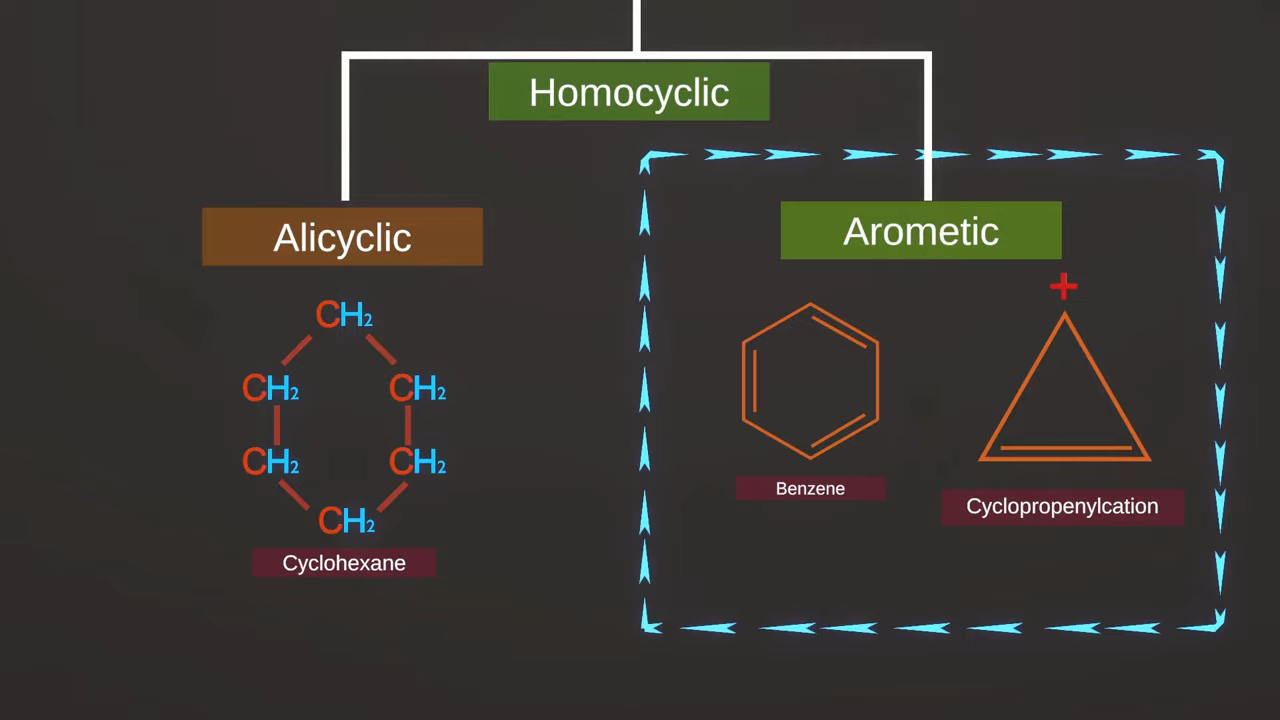 Homocyclic
Alicyclic
CH₂
CH₂ CH₂
CH₂ CH₂
CH₂
Cyclohexane
Arometic
+
Benzene
Cyclopropenylcation